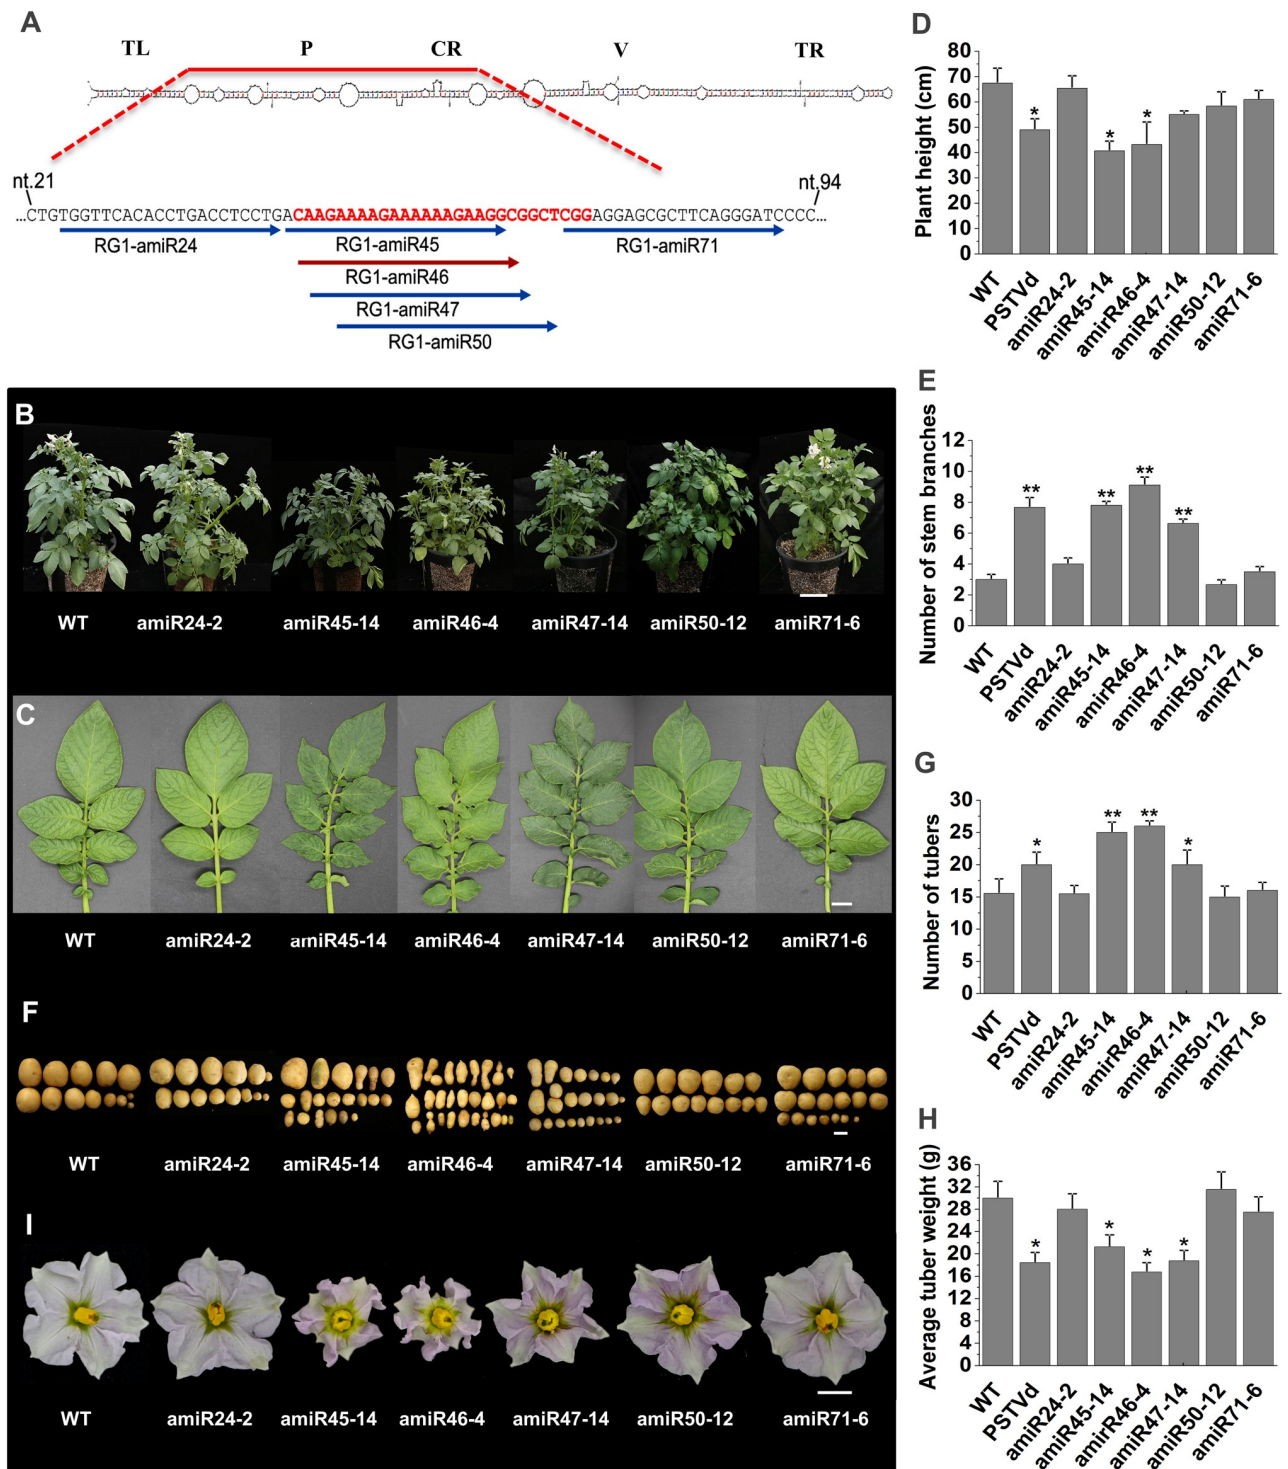 A
TL P CR V TR
nt.21
nt.94
...CTGTGGTTCACACCTGACCTCCTGACAAGAAAAGAAAAAAGAAGGCGGCTCGGAGGAGCGCTTCAGGGATCCCC...
RG1-amiR24 RG1-amiR45 RG1-amiR71
RG1-amiR46
RG1-amiR47
RG1-amiR50
B
WT amiR24-2 amiR45-14 amiR46-4 amiR47-14 amiR50-12 amiR71-6
C
WT amiR24-2 amiR45-14 amiR46-4 amiR47-14 amiR50-12 amiR71-6
F
WT amiR24-2 amiR45-14 amiR46-4 amiR47-14 amiR50-12 amiR71-6
I
WT amiR24-2 amiR45-14 amiR46-4 amiR47-14 amiR50-12 amiR71-6
D
Plant height (cm)
80
70
60
50
40
30
20
10
0
* * *
WT PSTVd amiR24-2 amiR45-14 amirR46-4 amiR47-14 amiR50-12 amiR71-6
E
Number of stem branches
12
10
8
6
4
2
0
** ** ** **
WT PSTVd amiR24-2 amiR45-14 amirR46-4 amiR47-14 amiR50-12 amiR71-6
G
Number of tubers
30
25
20
15
10
5
0
* ** ** *
WT PSTVd amiR24-2 amiR45-14 amirR46-4 amiR47-14 amiR50-12 amiR71-6
H
Average tuber weight (g)
36
32
28
24
20
16
12
8
4
0
* * * *
WT PSTVd amiR24-2 amiR45-14 amirR46-4 amiR47-14 amiR50-12 amiR71-6